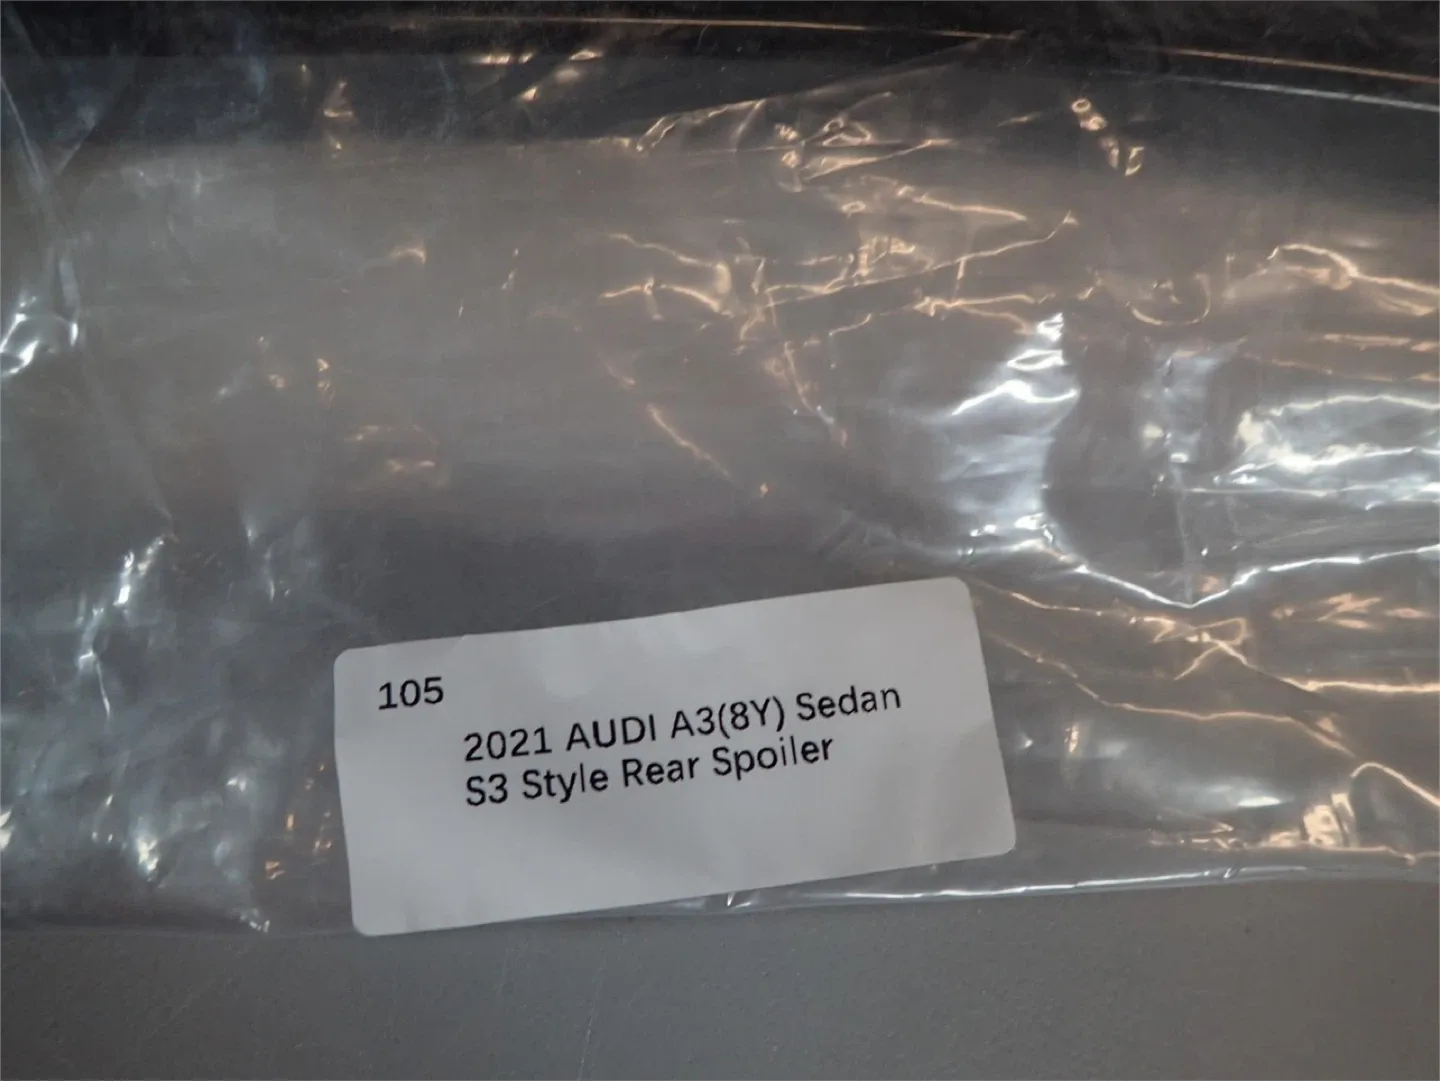 105
2021 AUDI A3(8Y) Sedan
S3 Style Rear Spoiler